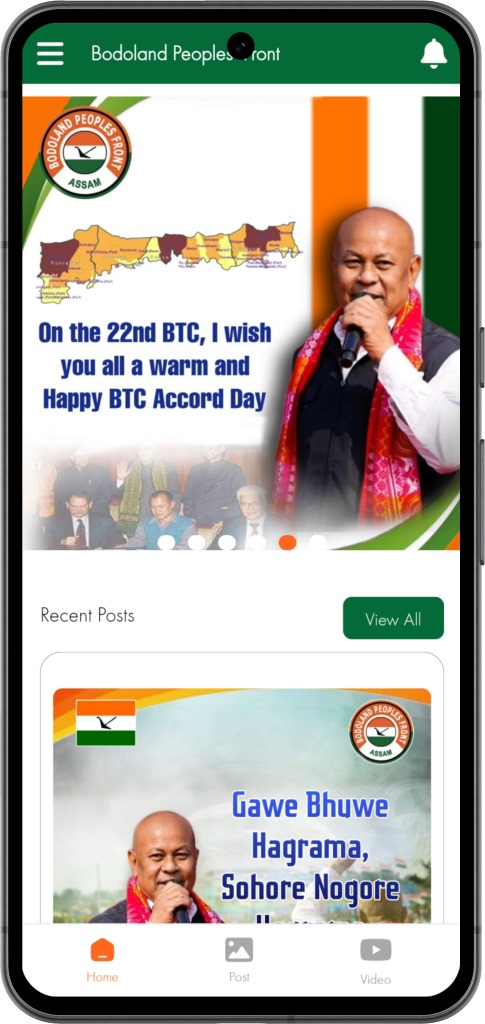 Bodoland Peoples Front
BODOLAND PEOPLES FRONT
ASSAM
On the 22nd BTC, I wish
you all a warm and
Happy BTC Accord Day
Recent Posts
View All
BODOLAND PEOPLES FRONT
ASSAM
Gawe Bhuwe
Hagrama,
Sohore Nogore
Home
Post
Video